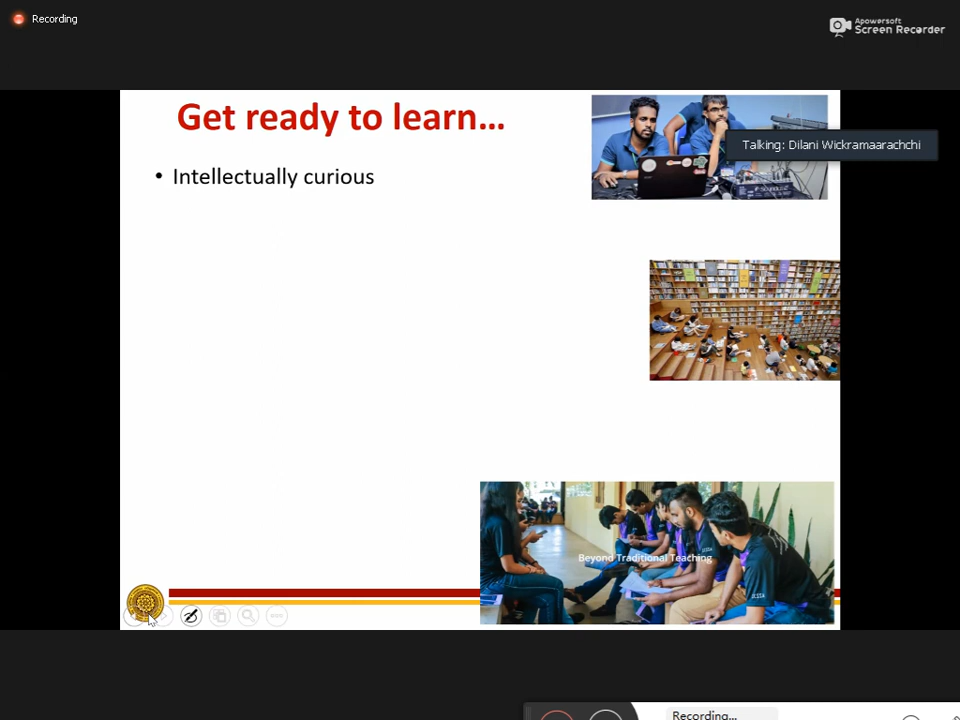 Recording
Apowersoft
Screen Recorder
Get ready to learn...
Talking: Dilani Wickramaarachchi
• Intellectually curious
Beyond Traditional Teaching
Recording...